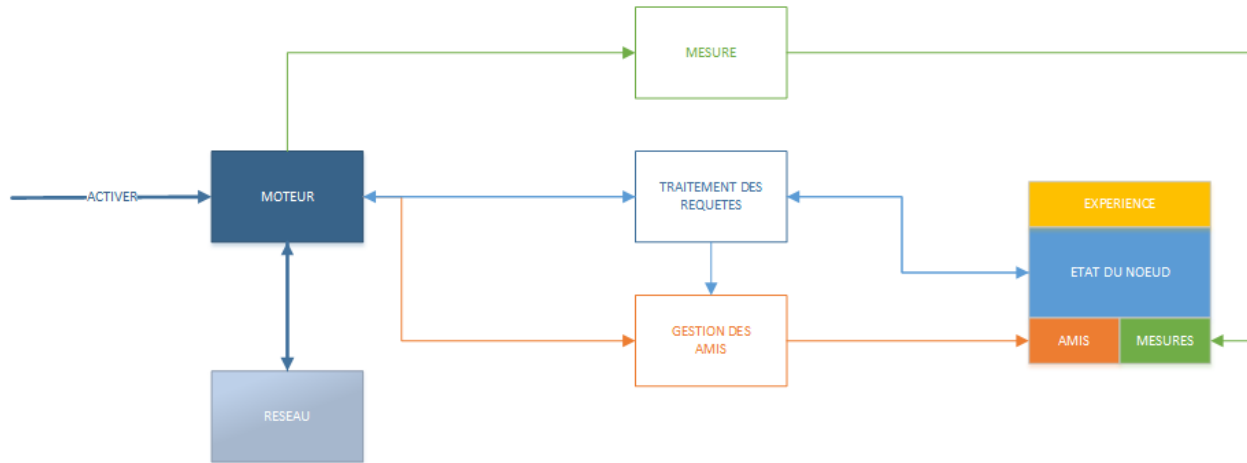 MESURE
ACTIVER
MOTEUR
TRAITEMENT DES
REQUETES
EXPERIENCE
ETAT DU NOEUD
GESTION DES
AMIS
AMIS
MESURES
RESEAU